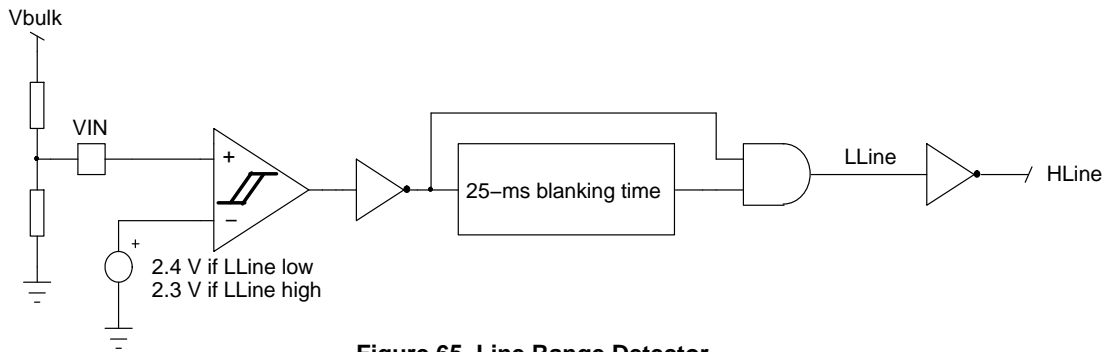 Vbulk
VIN
+
−
+
2.4 V if LLine low
2.3 V if LLine high
25−ms blanking time
LLine
HLine
Figure 65. Line Range Detector